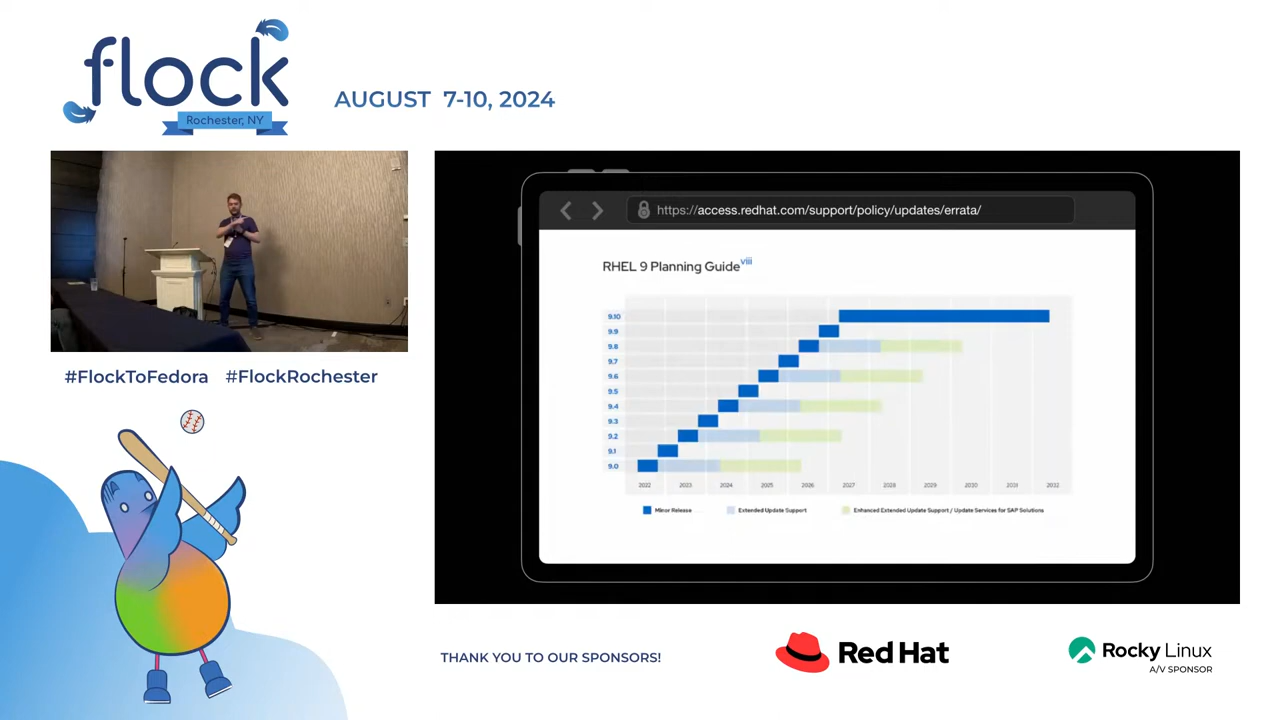 flock
Rochester, NY
AUGUST 7-10, 2024
#FlockToFedora #FlockRochester
https://access.redhat.com/support/policy/updates/errata/
RHEL 9 Planning Guide viii
9.10
9.9
9.8
9.7
9.6
9.5
9.4
9.3
9.2
9.1
9.0
2022 2023 2024 2025 2026 2027 2028 2029 2030 2031 2032
Minor Release Extended Update Support Enhanced Extended Update Support / Update Services for SAP Solutions
THANK YOU TO OUR SPONSORS!
Red Hat
Rocky Linux
A/V SPONSOR